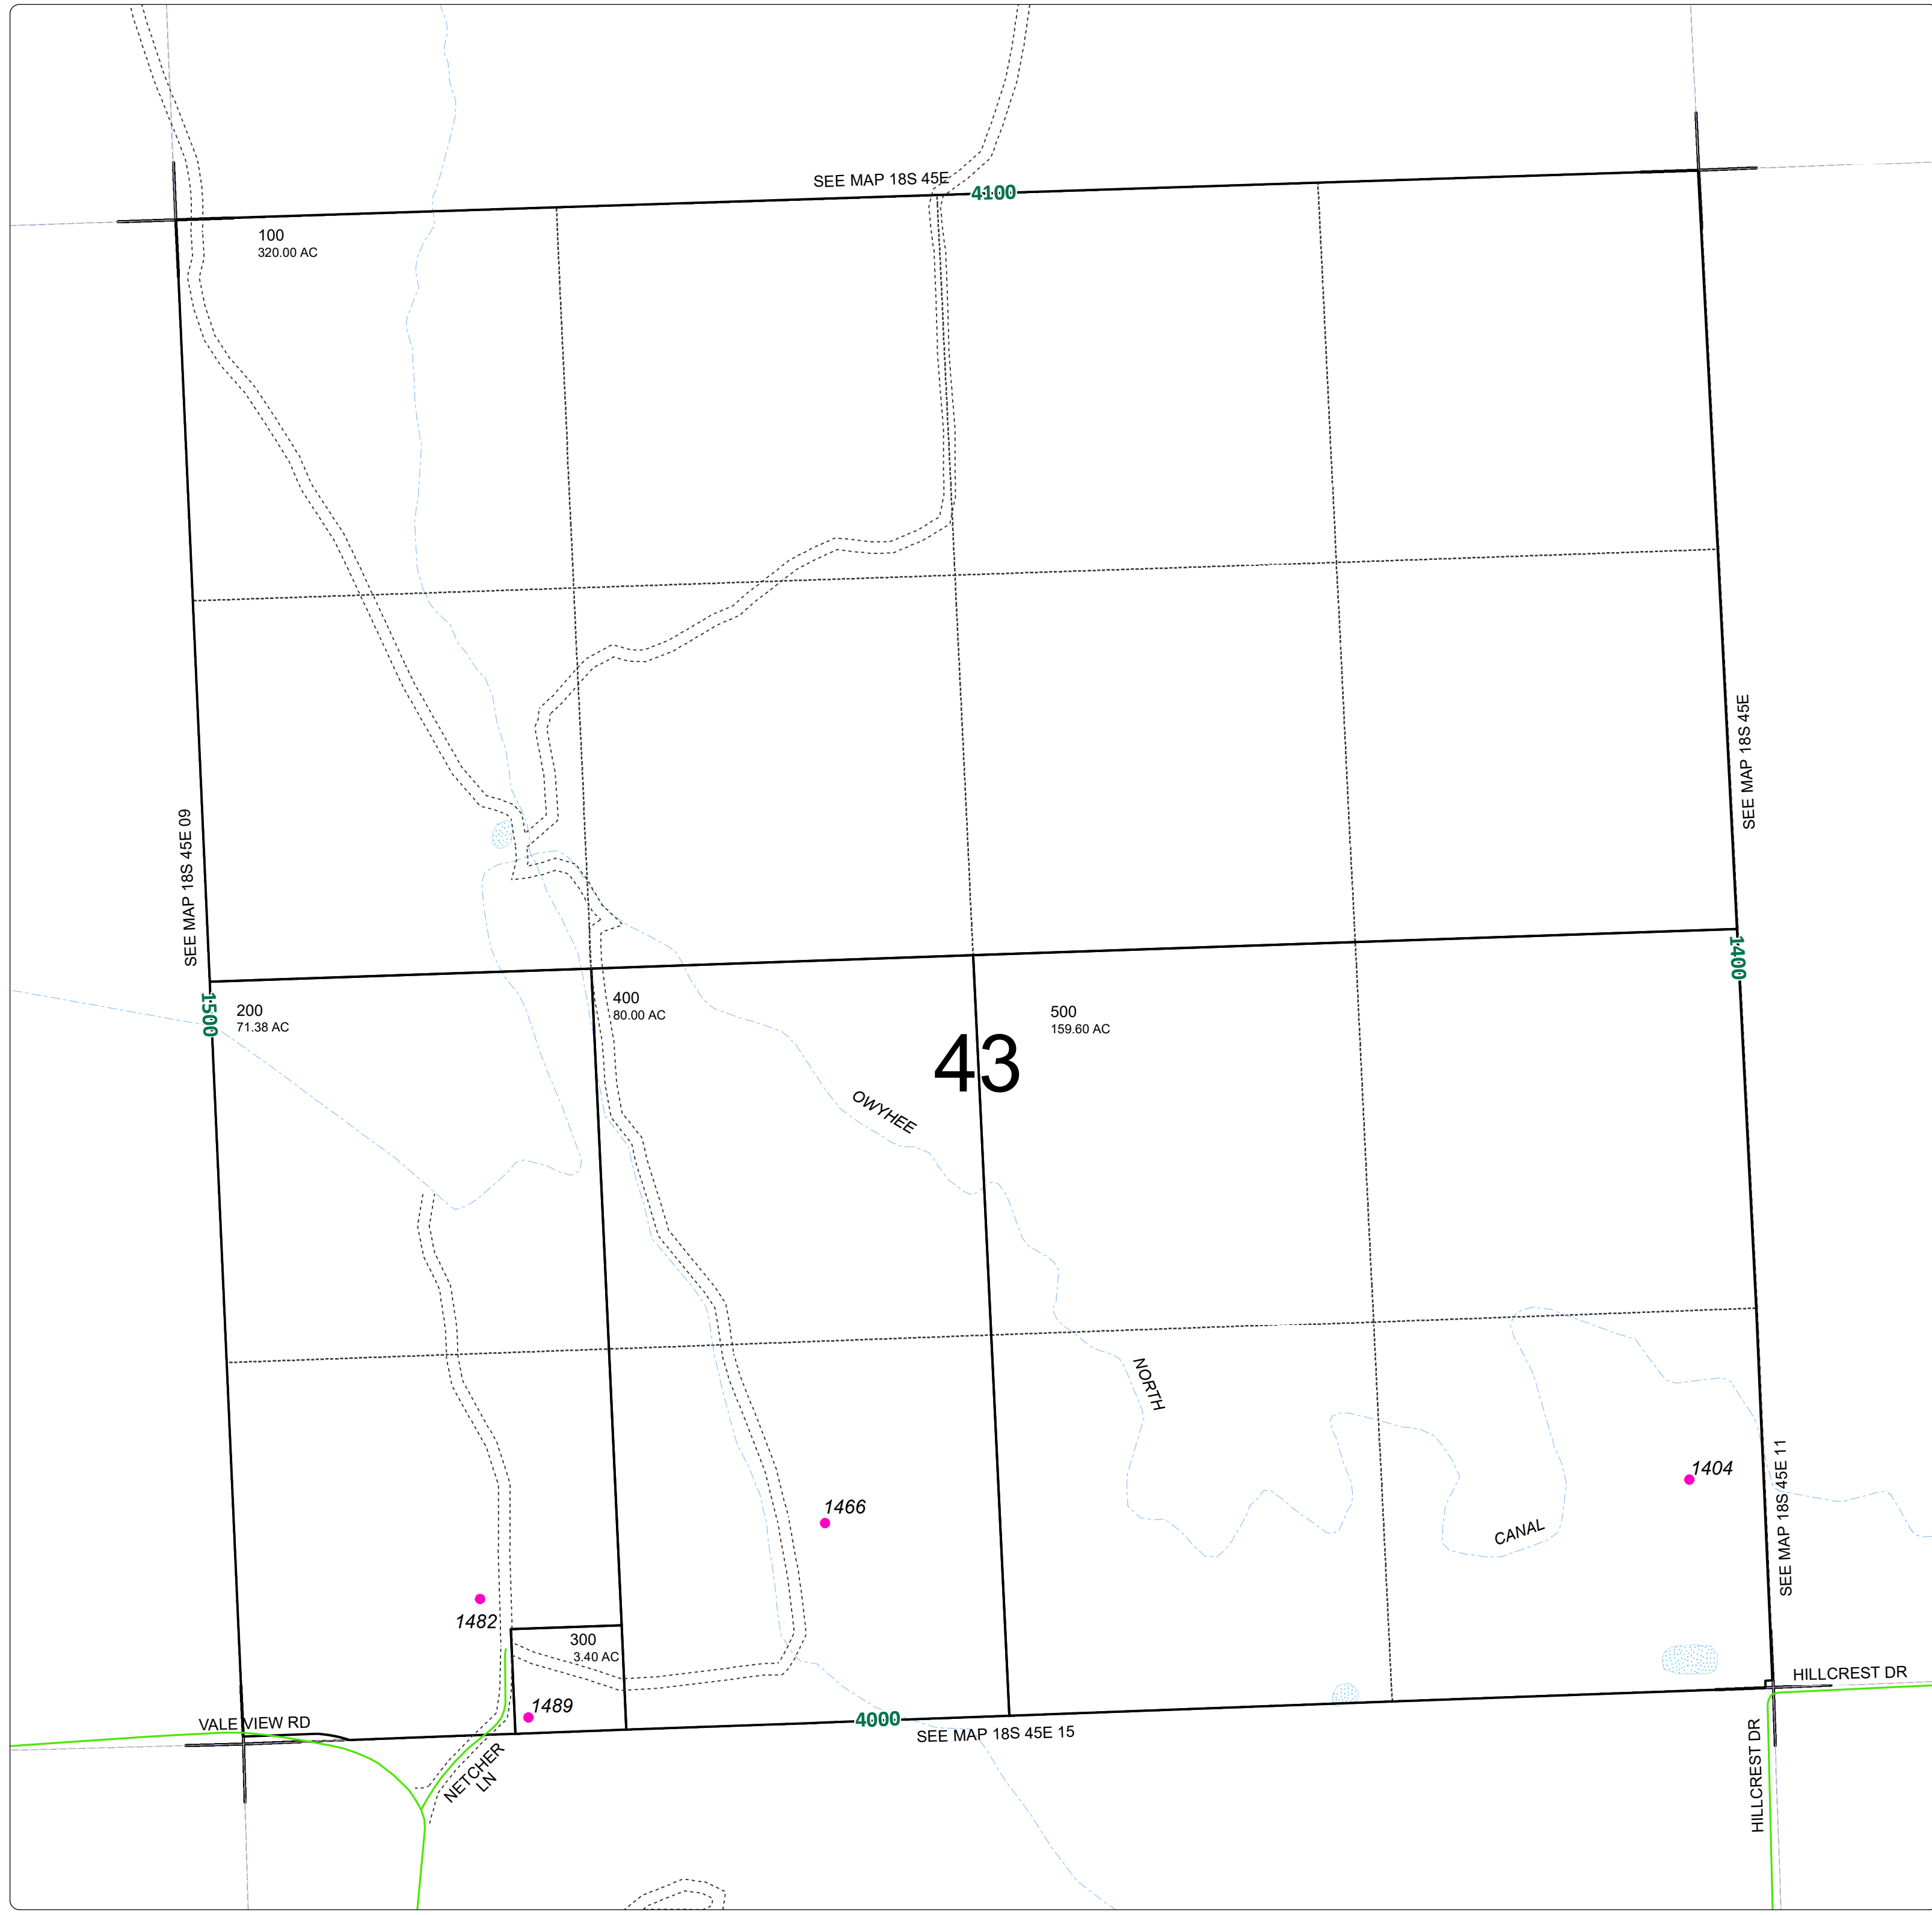 SEE MAP 18S 45E
4100
100
320.00 AC
SEE MAP 18S 45E
SEE MAP 18S 45E 09
1400
1500
200
71.38 AC
400
80.00 AC
500
159.60 AC
43
OWYHEE
NORTH
1404
SEE MAP 18S 45E 11
1466
CANAL
1482
300
3.40 AC
HILLCREST DR
1489
VALE VIEW RD
4000
SEE MAP 18S 45E 15
NETCHER
LN
HILLCREST DR